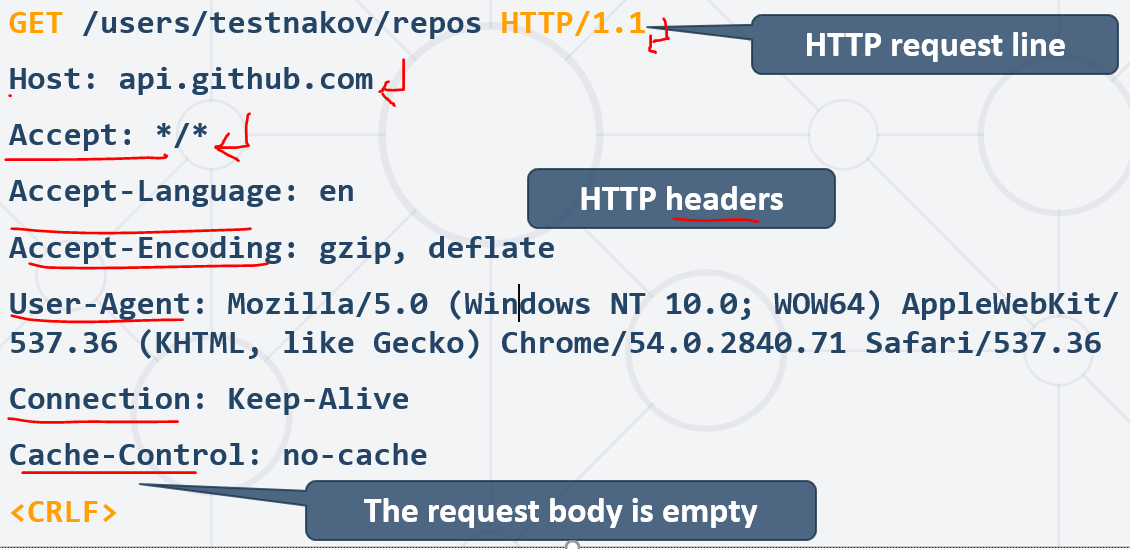 GET /users/testnakov/repos HTTP/1.1
HTTP request line
Host: api.github.com
Accept: */*
Accept-Language: en
HTTP headers
Accept-Encoding: gzip, deflate
User-Agent: Mozilla/5.0 (Windows NT 10.0; WOW64) AppleWebKit/
537.36 (KHTML, like Gecko) Chrome/54.0.2840.71 Safari/537.36
Connection: Keep-Alive
Cache-Control: no-cache
<CRLF>
The request body is empty